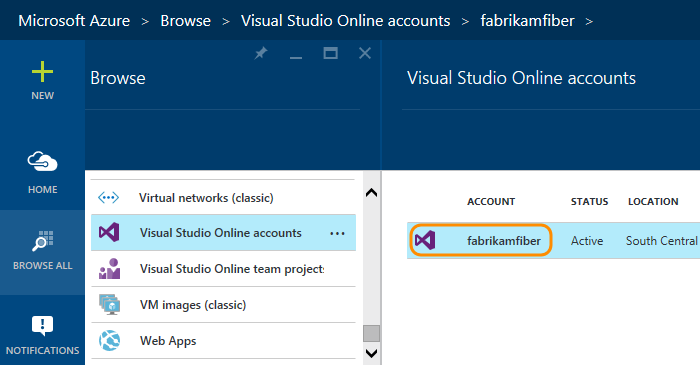 Microsoft Azure > Browse > Visual Studio Online accounts > fabrikamfiber >
NEW
HOME
BROWSE ALL
NOTIFICATIONS
Browse
Virtual networks (classic)
Visual Studio Online accounts ...
Visual Studio Online team projects
VM images (classic)
Web Apps
Visual Studio Online accounts
ACCOUNT STATUS LOCATION
fabrikamfiber Active South Central